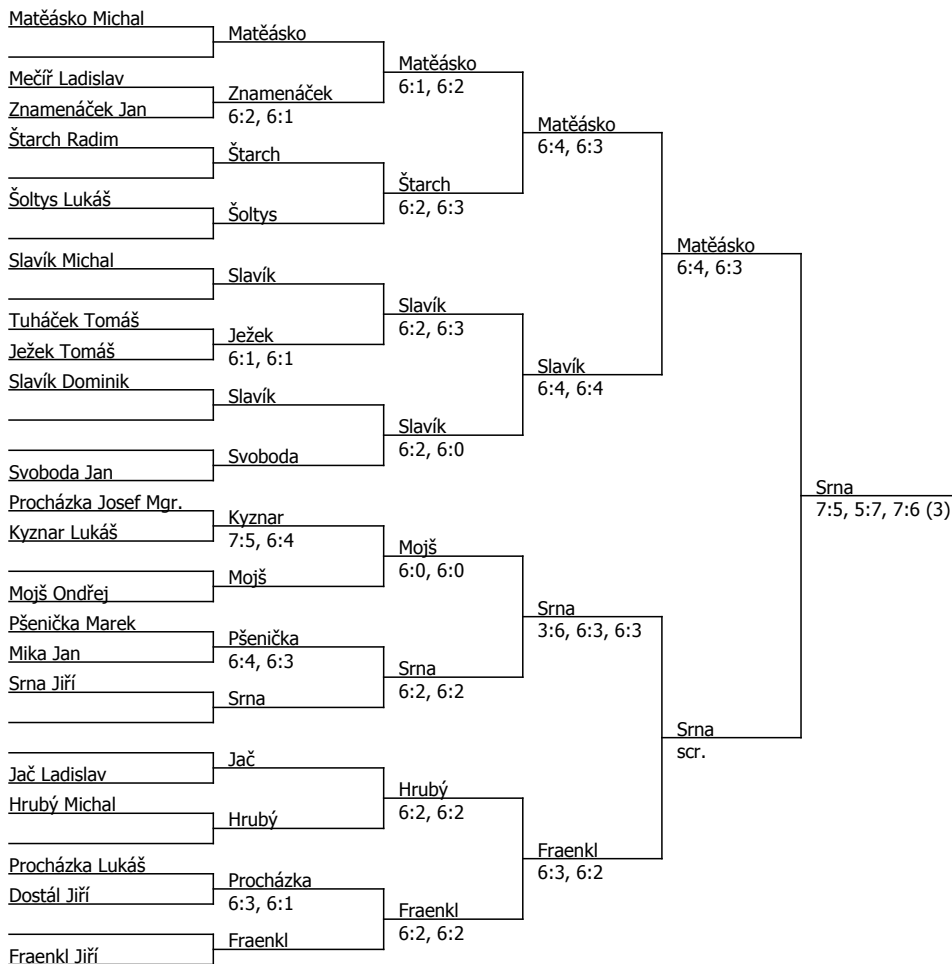 Matěásko Michal
Matěásko
Mečíř Ladislav
Matěásko
6:1, 6:2
Znamenáček Jan
Znamenáček
6:2, 6:1
Štarch Radim
Matěásko
6:4, 6:3
Štarch
Šoltys Lukáš
Štarch
6:2, 6:3
Šoltys
Slavík Michal
Matěásko
6:4, 6:3
Slavík
Tuháček Tomáš
Slavík
6:2, 6:3
Ježek Tomáš
Ježek
6:1, 6:1
Slavík Dominik
Slavík
6:4, 6:4
Slavík
Slavík
6:2, 6:0
Svoboda
Svoboda Jan
Srna
7:5, 5:7, 7:6 (3)
Procházka Josef Mgr.
Kyznar Lukáš
Kyznar
7:5, 6:4
Mojš
6:0, 6:0
Mojš
Mojš Ondřej
Srna
3:6, 6:3, 6:3
Pšenička Marek
Mika Jan
Pšenička
6:4, 6:3
Srna Jiří
Srna
6:2, 6:2
Srna
Srna
scr.
Jač
Jač Ladislav
Hrubý Michal
Hrubý
6:2, 6:2
Hrubý
Fraenkl
6:3, 6:2
Procházka Lukáš
Dostál Jiří
Procházka
6:3, 6:1
Fraenkl
6:2, 6:2
Fraenkl
Fraenkl Jiří